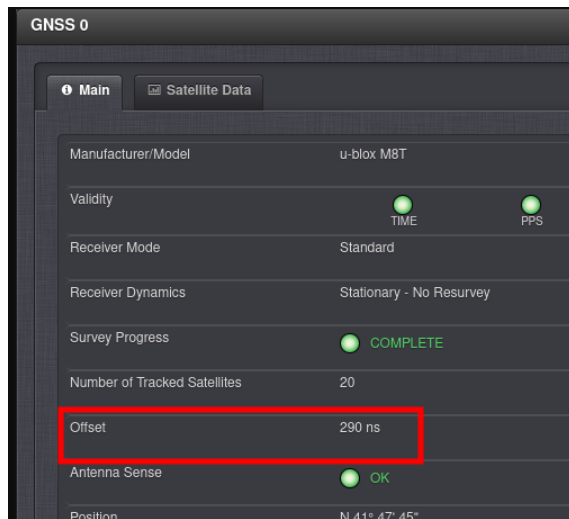 GNSS 0
Main
Satellite Data
Manufacturer/Model u-blox M8T
Validity
TIME PPS
Receiver Mode Standard
Receiver Dynamics Stationary - No Resurvey
Survey Progress COMPLETE
Number of Tracked Satellites 20
Offset 290 ns
Antenna Sense OK
Position N 41° 47' 45"